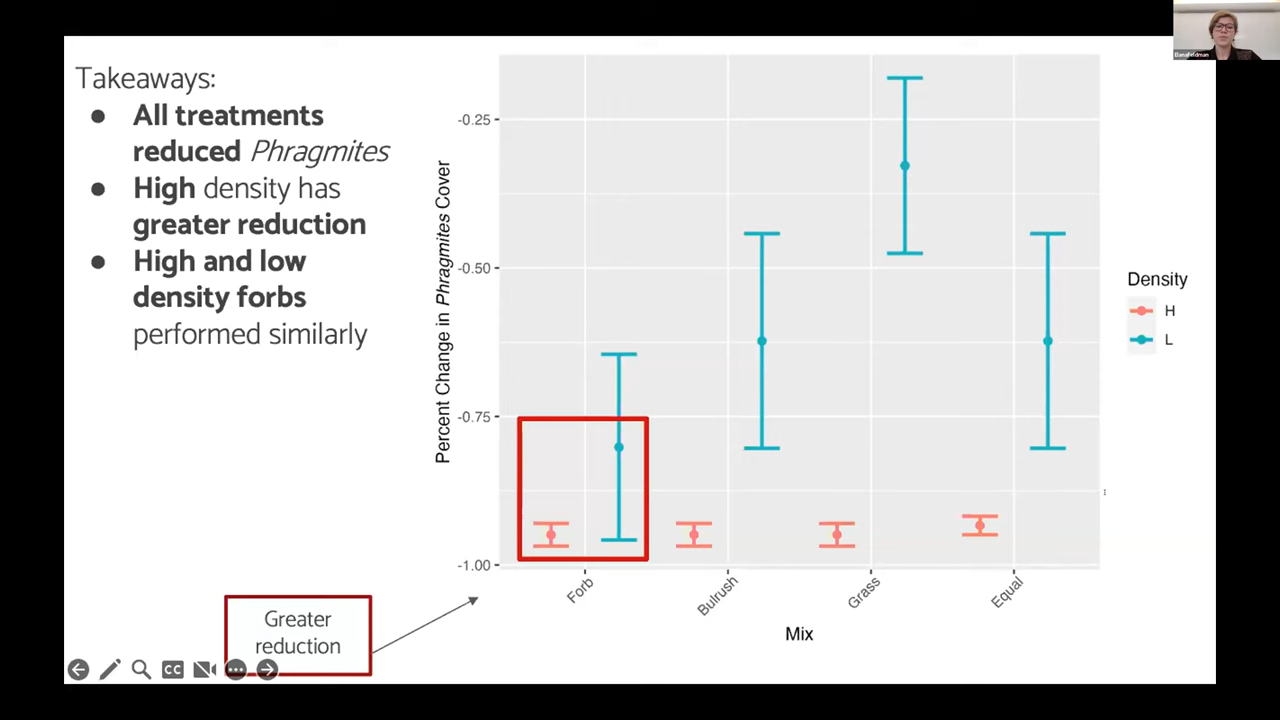 Takeaways:
● All treatments
reduced Phragmites
● High density has
greater reduction
● High and low
density forbs
performed similarly
Greater
reduction
CC
Percent Change in Phragmites Cover
-0.25
-0.50
-0.75
-1.00
Forb
Bulrush
Grass
Equal
Mix
Density
H
L